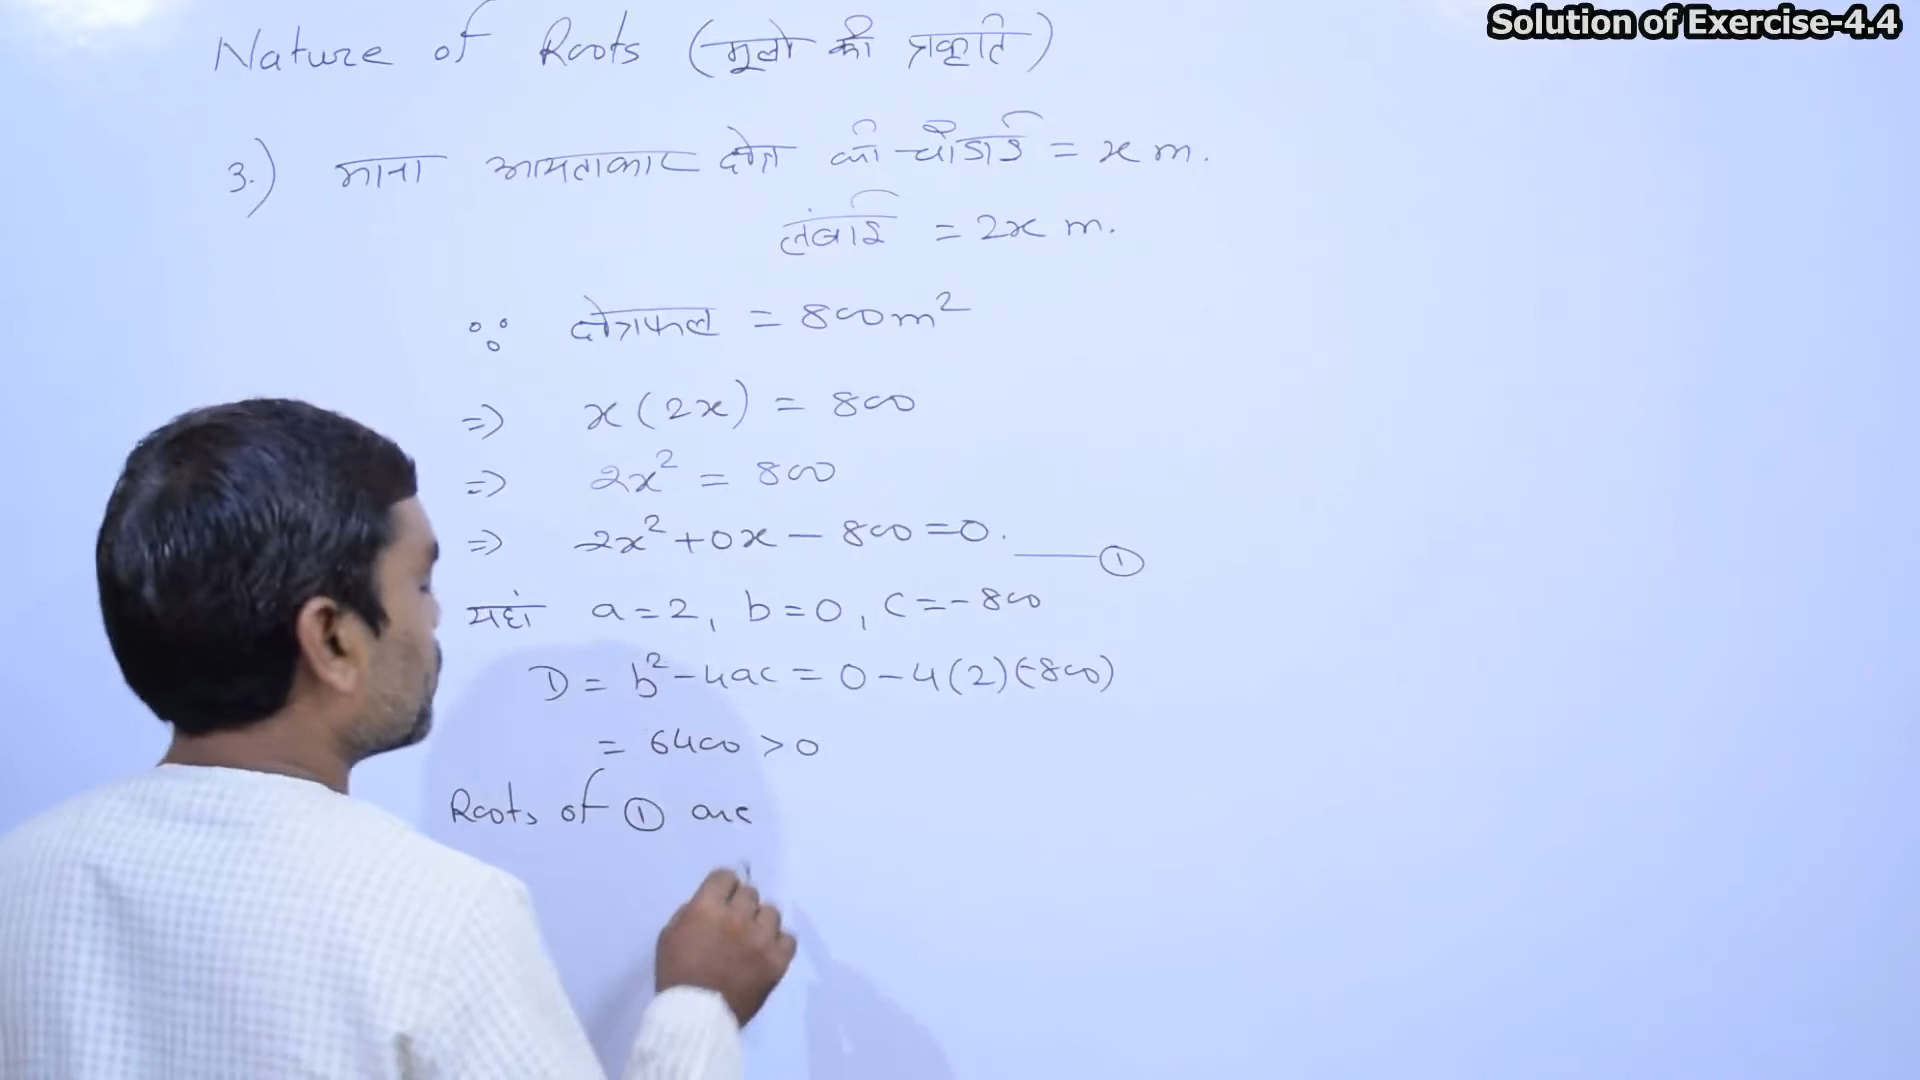 Solution of Exercise-4.4
Nature of Roots (मूलो की प्रकृति)
3.) माना आयताकार क्षेत्र की चौडाई = x m.
लंबाई = 2x m.
∵ क्षेत्रफल = 800m²
⇒ x(2x) = 800
⇒ 2x² = 800
⇒ 2x² + 0x - 800 = 0. ①
यहां a = 2, b = 0, c = -800
D = b² - 4ac = 0 - 4(2)(-800)
= 6400 > 0
Roots of ① are